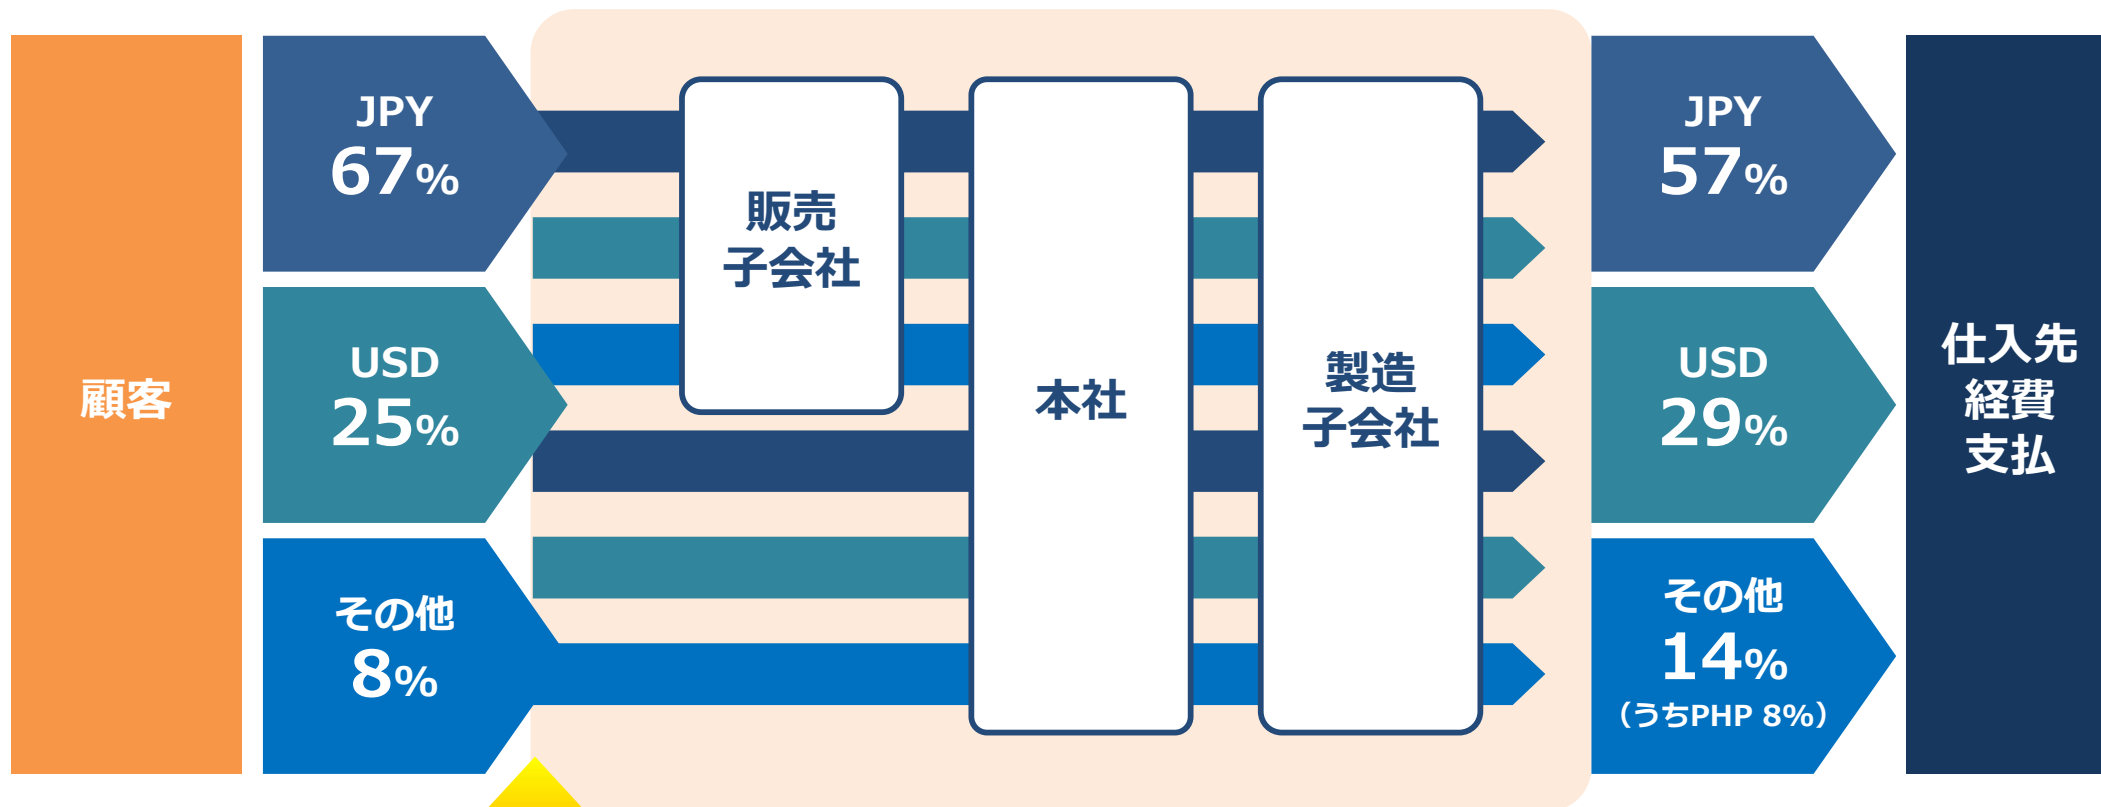 顧客
JPY
67%
USD
25%
その他
8%
販売
子会社
本社
製造
子会社
JPY
57%
USD
29%
その他
14%
（うちPHP 8%）
仕入先
経費
支払